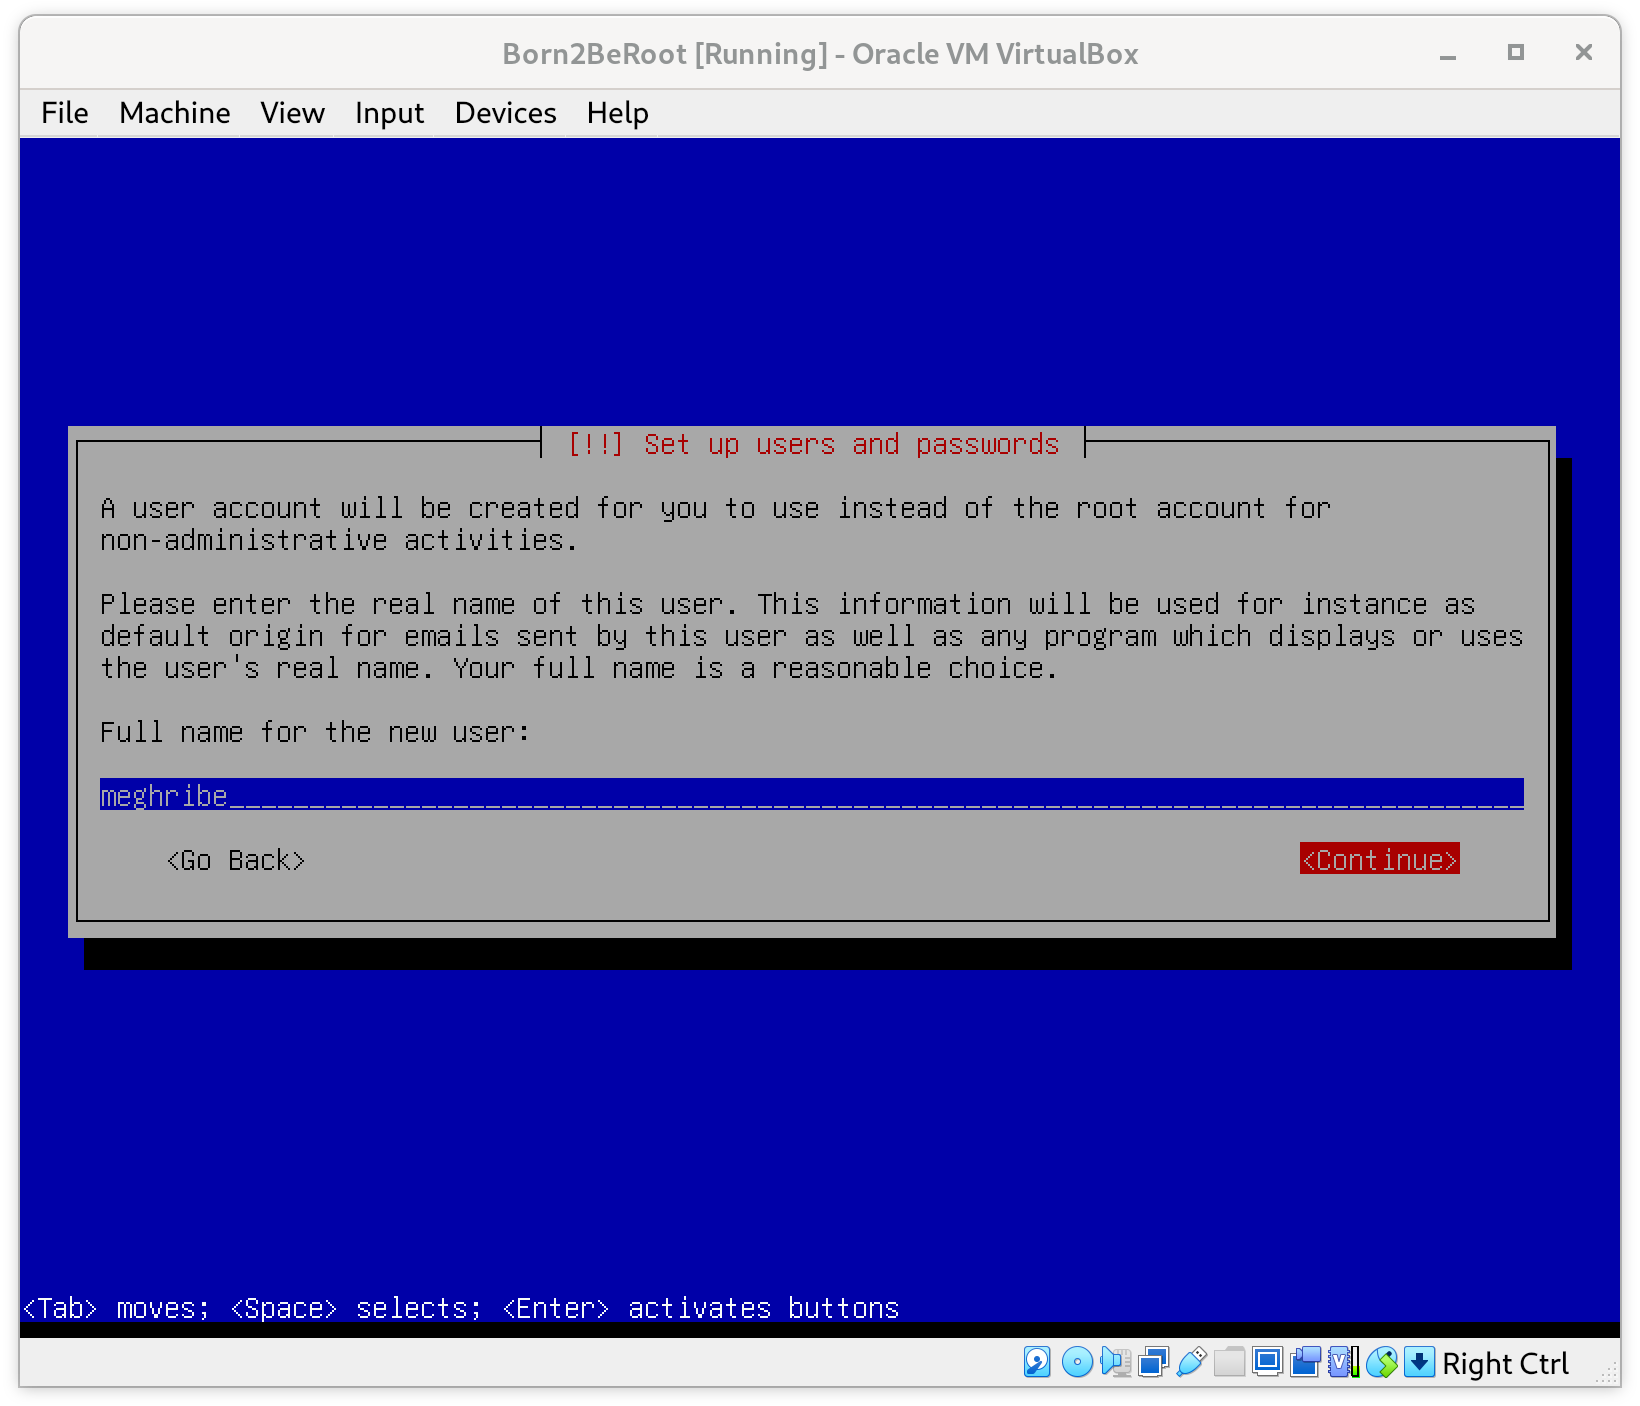 Born2BeRoot [Running] - Oracle VM VirtualBox
File Machine View Input Devices Help
[!!] Set up users and passwords
A user account will be created for you to use instead of the root account for
non-administrative activities.
Please enter the real name of this user. This information will be used for instance as
default origin for emails sent by this user as well as any program which displays or uses
the user's real name. Your full name is a reasonable choice.
Full name for the new user:
meghribe________________________________________________________________________________
<Go Back> <Continue>
<Tab> moves; <Space> selects; <Enter> activates buttons
Right Ctrl